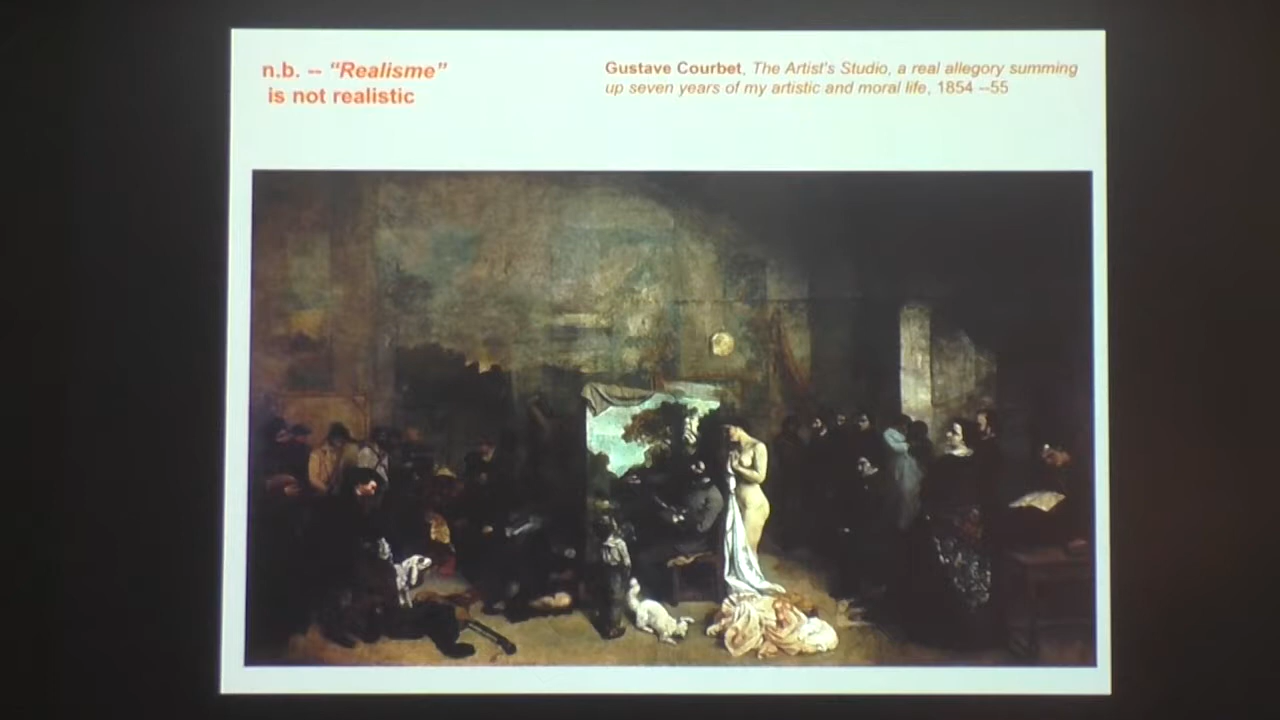 n.b. -- “Realisme”
is not realistic
Gustave Courbet, The Artist's Studio, a real allegory summing
up seven years of my artistic and moral life, 1854 --55